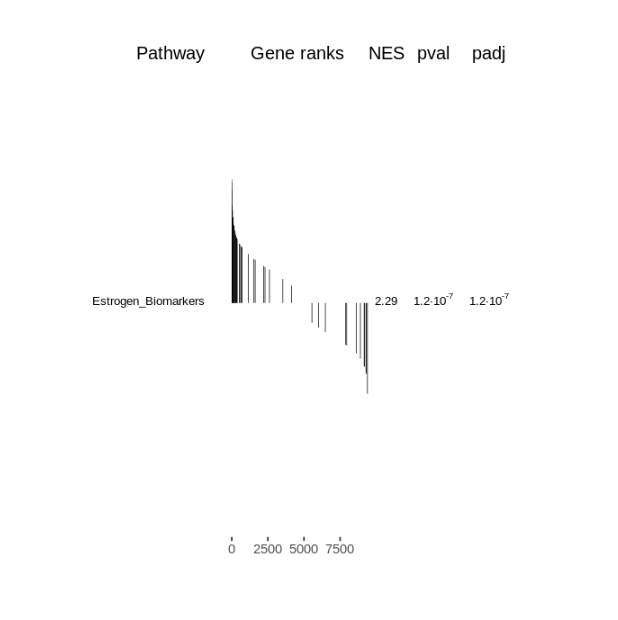 Pathway Gene ranks NES pval padj
Estrogen_Biomarkers 2.29 1.2·10⁻⁷ 1.2·10⁻⁷
0 2500 5000 7500